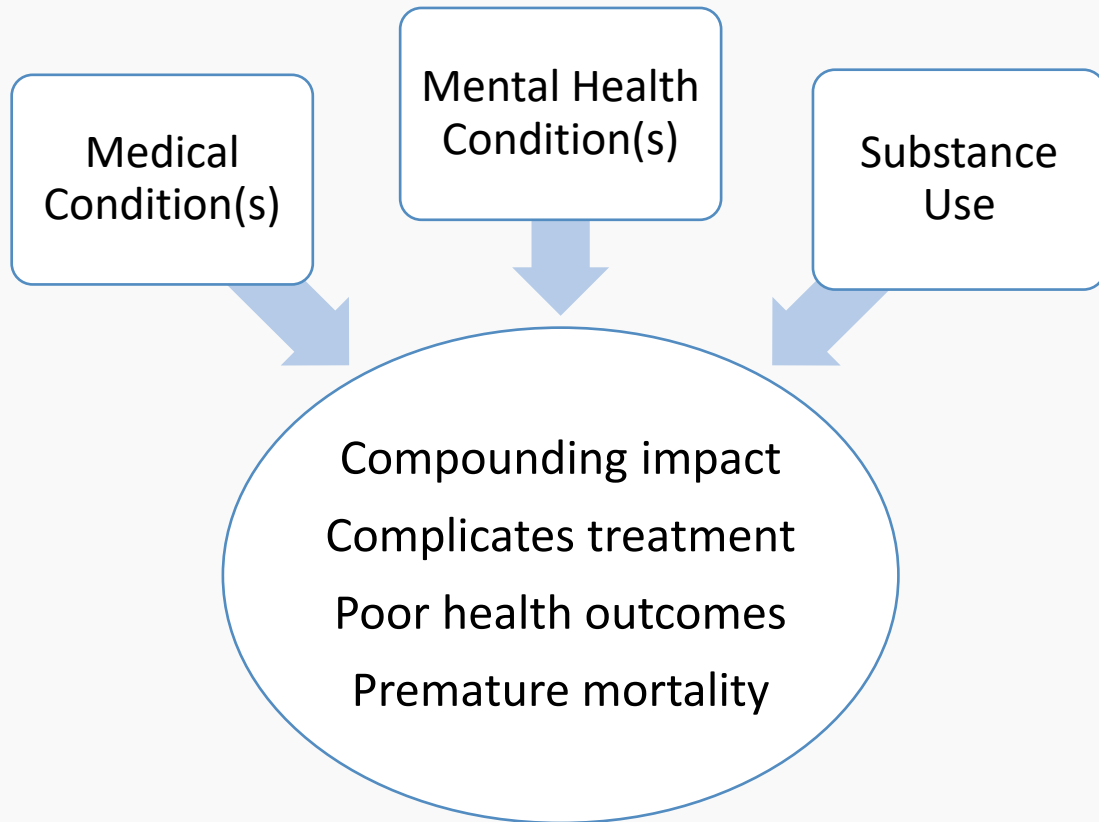 Medical
Condition(s)
Mental Health
Condition(s)
Substance
Use
Compounding impact
Complicates treatment
Poor health outcomes
Premature mortality